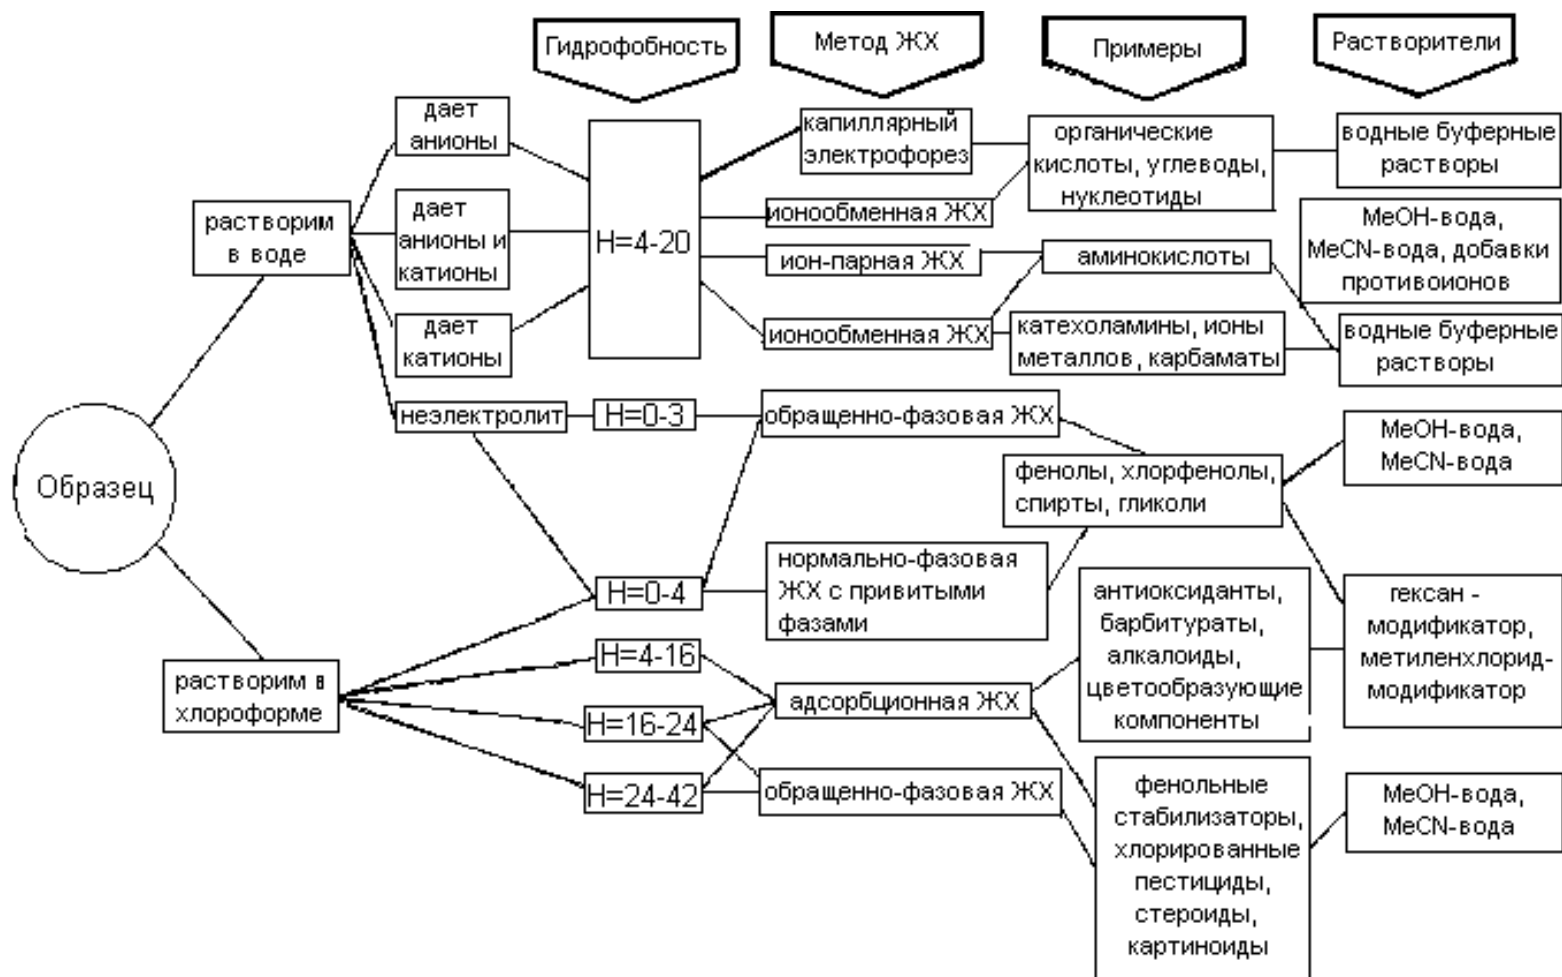 Гидрофобность
Метод ЖХ
Примеры
Растворители
дает
анионы
капиллярный
электрофорез
органические
кислоты, углеводы,
нуклеотиды
водные буферные
растворы
растворим
в воде
дает
анионы и
катионы
H=4-20
ионообменная ЖХ
MeOH-вода,
MeCN-вода, добавки
противоионов
ион-парная ЖХ
аминокислоты
дает
катионы
ионообменная ЖХ
катехоламины, ионы
металлов, карбаматы
водные буферные
растворы
неэлектролит
H=0-3
обращенно-фазовая ЖХ
MeOH-вода,
MeCN-вода
Образец
фенолы, хлорфенолы,
спирты, гликоли
H=0-4
нормально-фазовая
ЖХ с привитыми
фазами
антиоксиданты,
барбитураты,
алкалоиды,
цветообразующие
компоненты
гексан -
модификатор,
метиленхлорид-
модификатор
растворим в
хлороформе
H=4-16
адсорбционная ЖХ
H=16-24
H=24-42
обращенно-фазовая ЖХ
фенольные
стабилизаторы,
хлорированные
пестициды,
стероиды,
картиноиды
MeOH-вода,
MeCN-вода